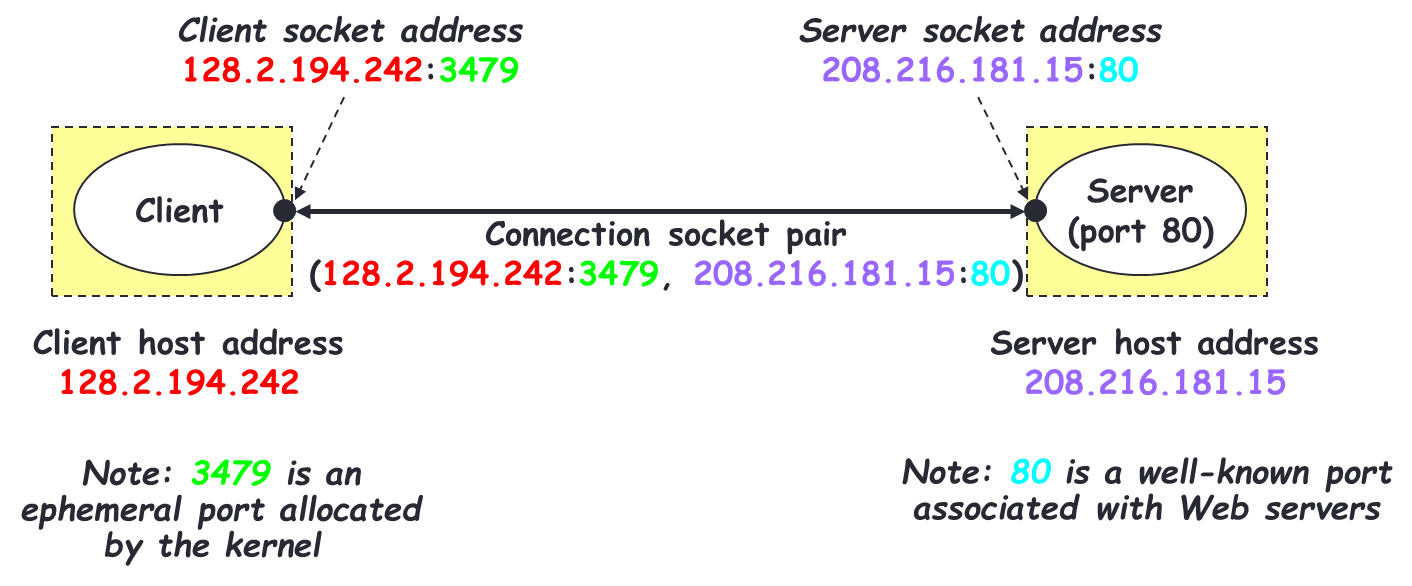 Client socket address
128.2.194.242:3479
Server socket address
208.216.181.15:80
Client
Server
(port 80)
Connection socket pair
(128.2.194.242:3479, 208.216.181.15:80)
Client host address
128.2.194.242
Server host address
208.216.181.15
Note: 3479 is an
ephemeral port allocated
by the kernel
Note: 80 is a well-known port
associated with Web servers